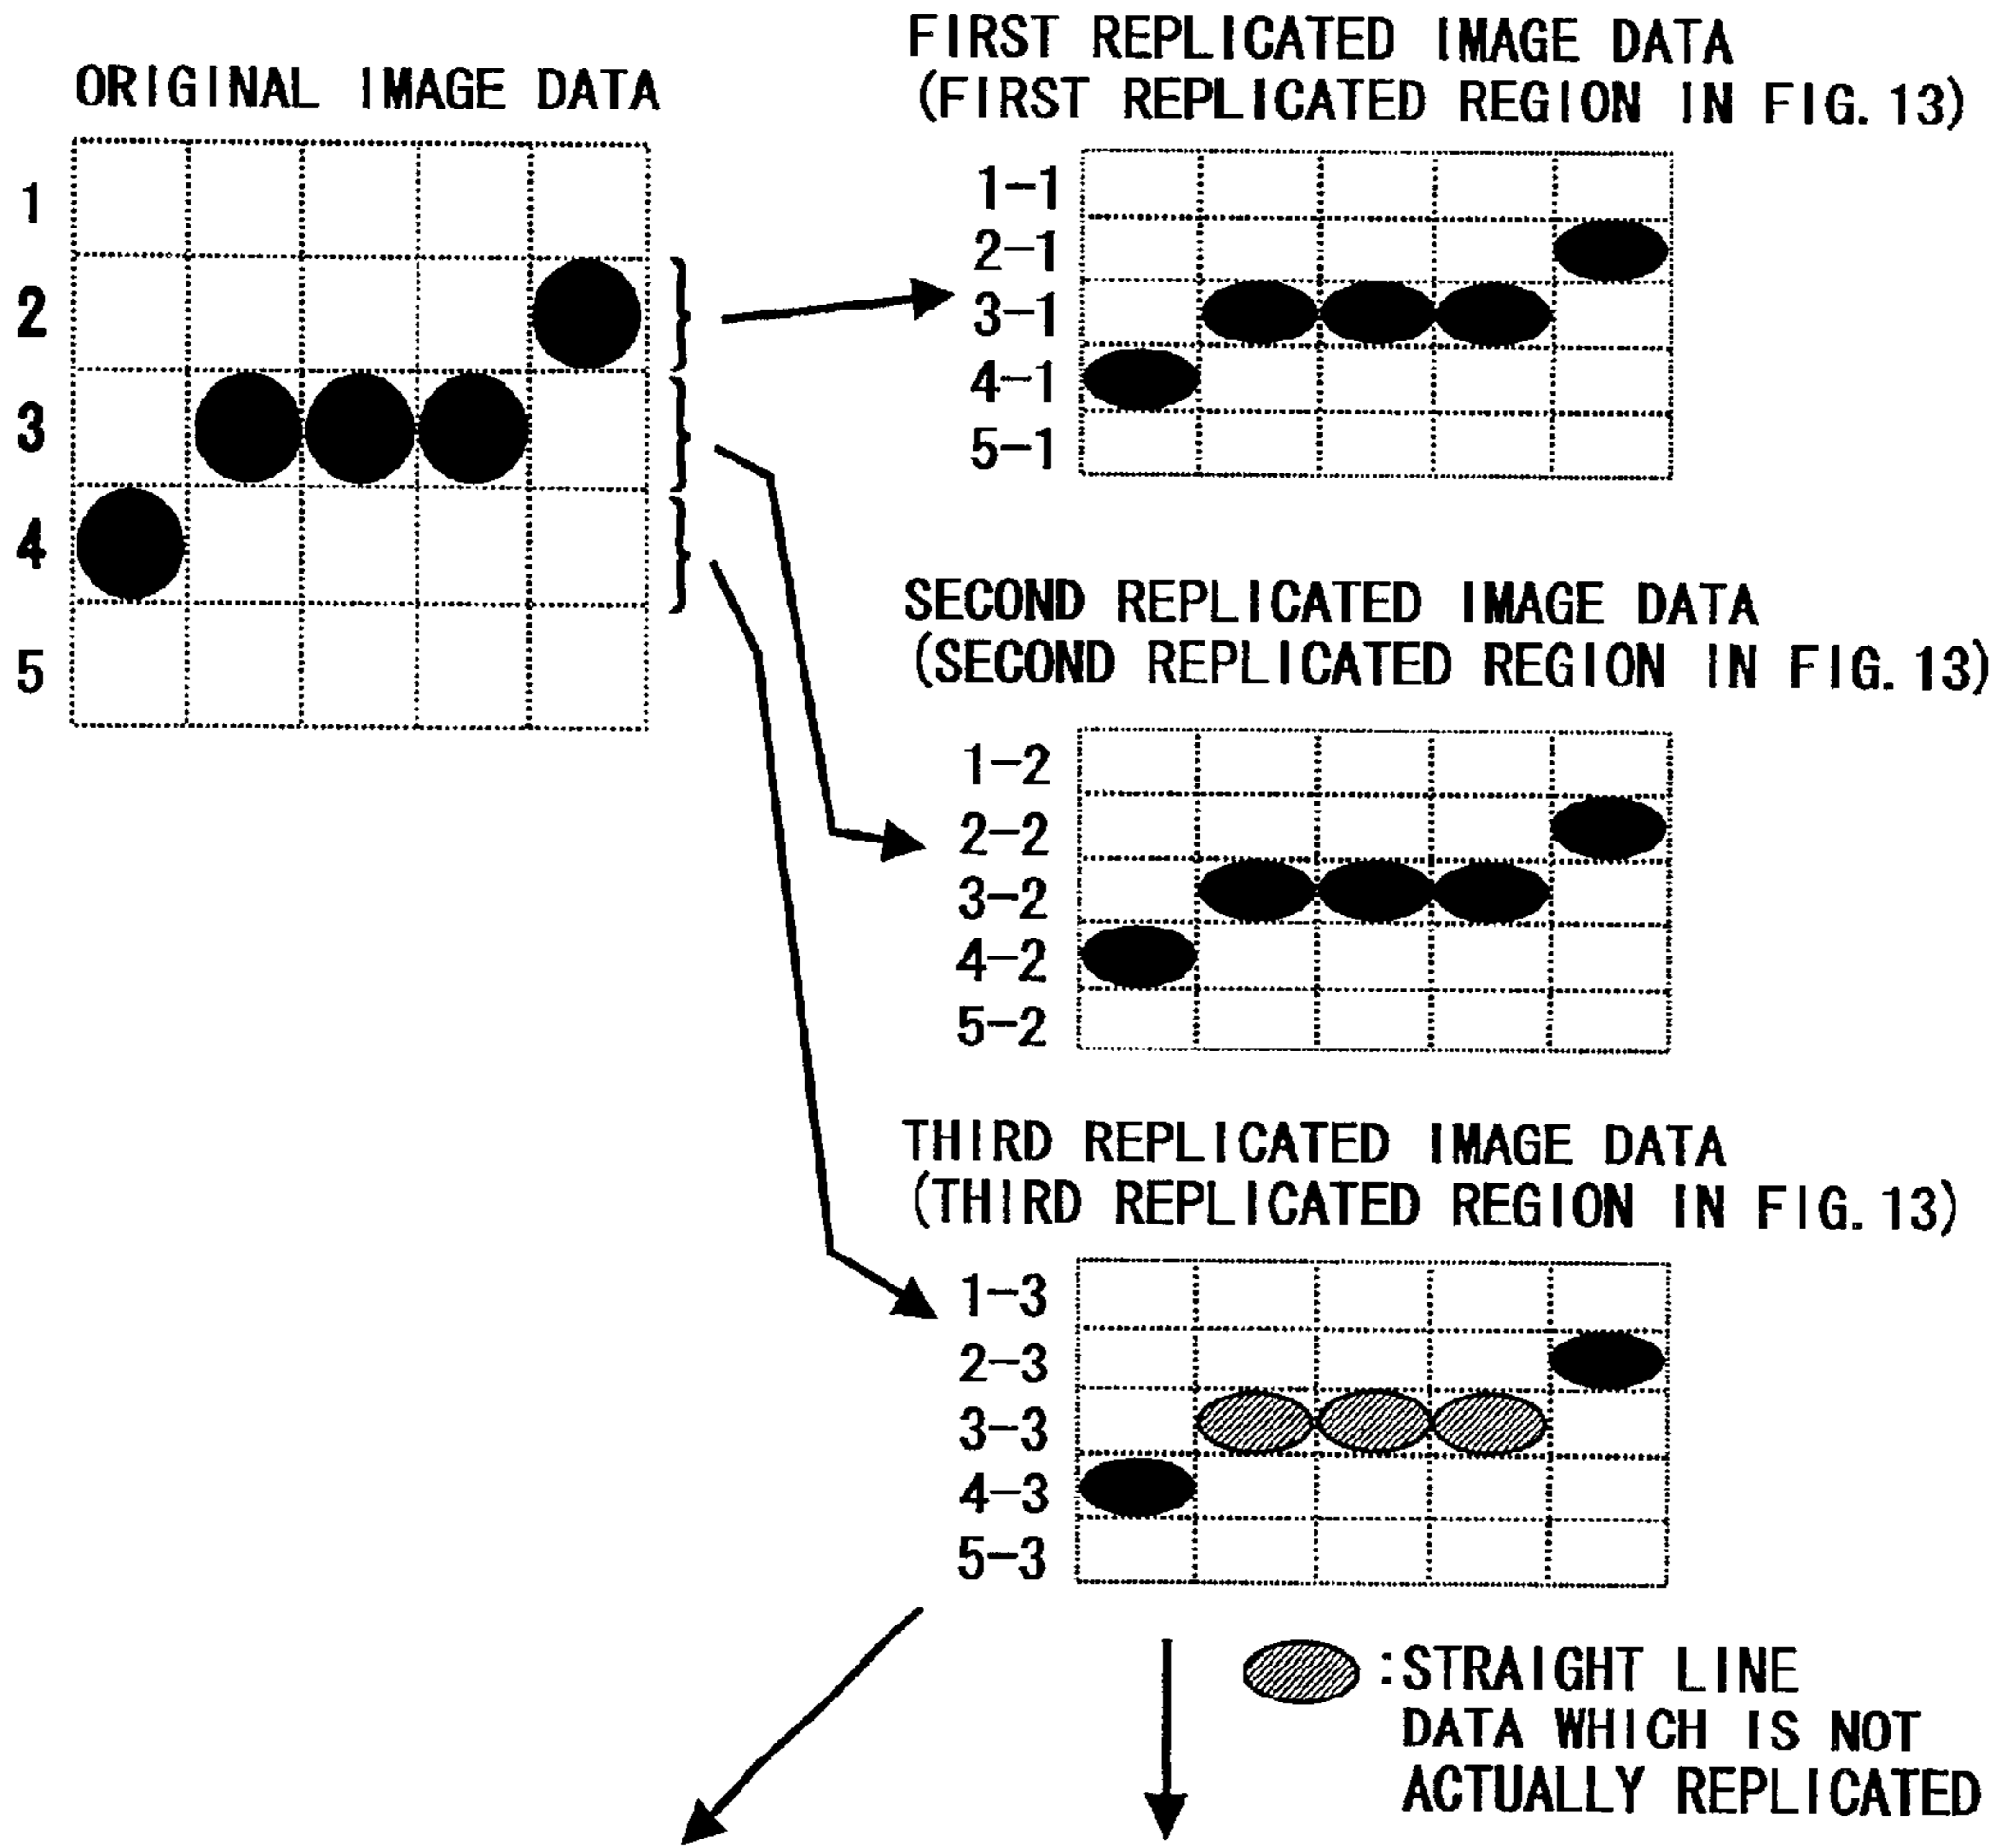 ORIGINAL IMAGE DATA
1
2
3
4
5
FIRST REPLICATED IMAGE DATA
(FIRST REPLICATED REGION IN FIG. 13)
1-1
2-1
3-1
4-1
5-1
SECOND REPLICATED IMAGE DATA
(SECOND REPLICATED REGION IN FIG. 13)
1-2
2-2
3-2
4-2
5-2
THIRD REPLICATED IMAGE DATA
(THIRD REPLICATED REGION IN FIG. 13)
1-3
2-3
3-3
4-3
5-3
:STRAIGHT LINE
DATA WHICH IS NOT
ACTUALLY REPLICATED